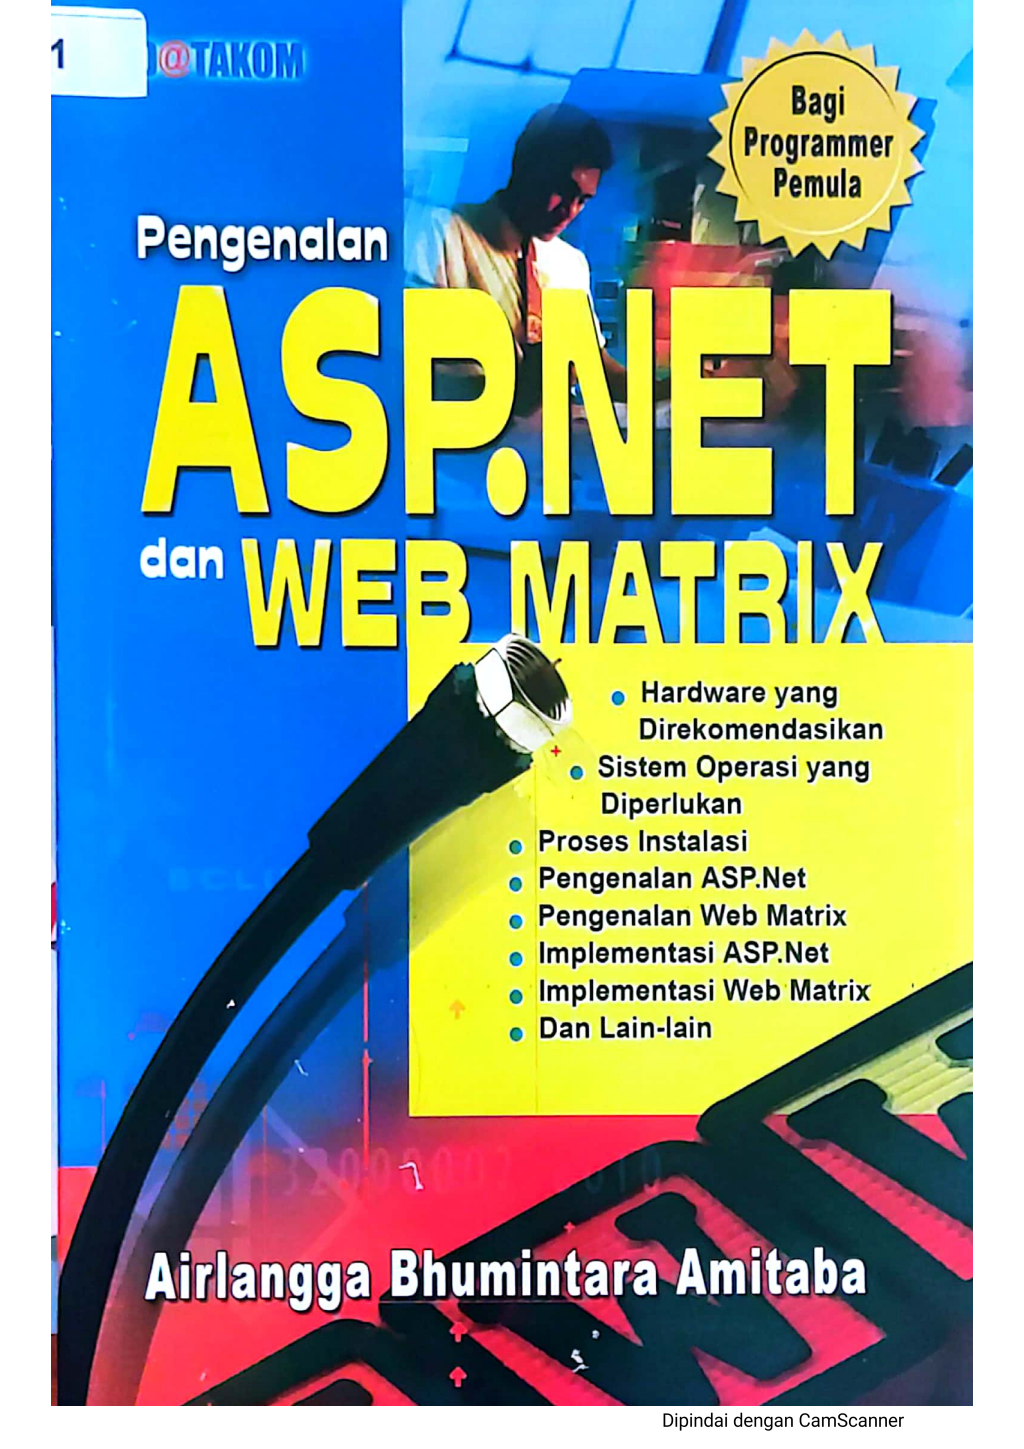 1
@TAKOM
Bagi
Programmer
Pemula
Pengenalan
ASP.NET
dan WEB MATRIX
Hardware yang
Direkomendasikan
Sistem Operasi yang
Diperlukan
Proses Instalasi
Pengenalan ASP.Net
Pengenalan Web Matrix
Implementasi ASP.Net
Implementasi Web Matrix
Dan Lain-lain
Airlangga Bhumintara Amitaba
Dipindai dengan CamScanner